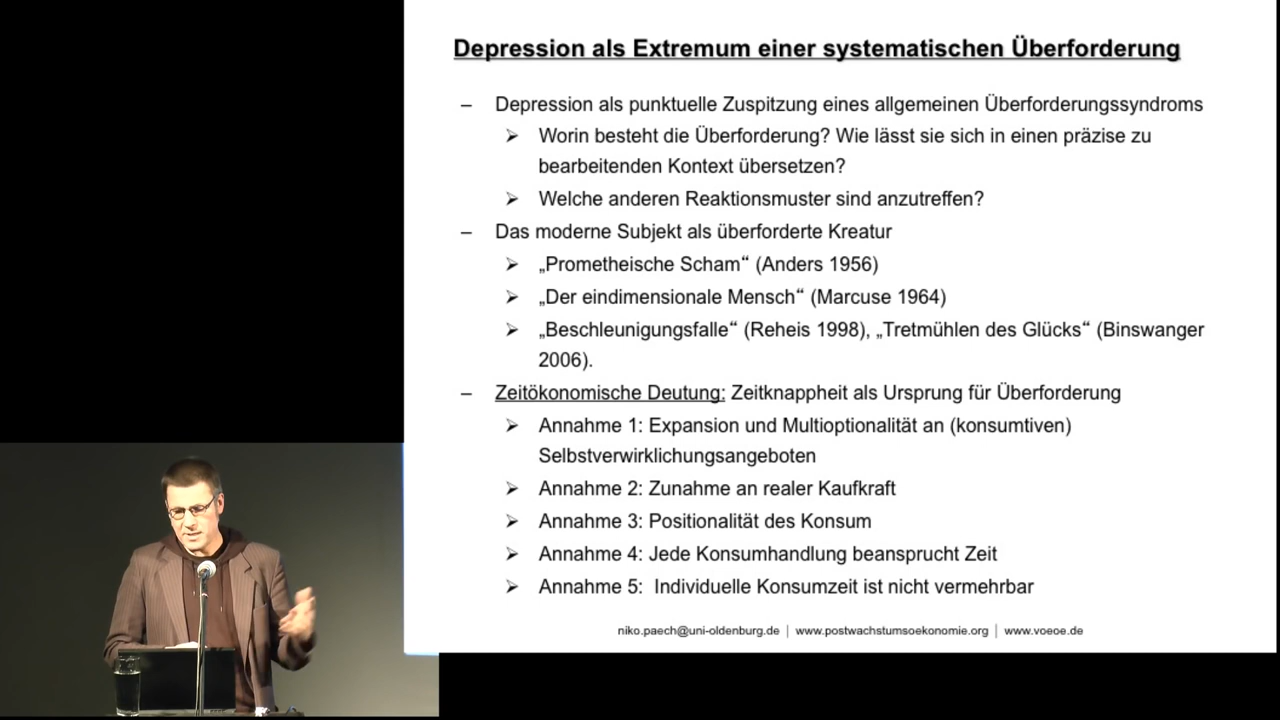 Depression als Extremum einer systematischen Überforderung
– Depression als punktuelle Zuspitzung eines allgemeinen Überforderungssyndroms
➢ Worin besteht die Überforderung? Wie lässt sie sich in einen präzise zu
bearbeitenden Kontext übersetzen?
➢ Welche anderen Reaktionsmuster sind anzutreffen?
– Das moderne Subjekt als überforderte Kreatur
➢ „Prometheische Scham“ (Anders 1956)
➢ „Der eindimensionale Mensch“ (Marcuse 1964)
➢ „Beschleunigungsfalle“ (Reheis 1998), „Tretmühlen des Glücks“ (Binswanger
2006).
– Zeitökonomische Deutung: Zeitknappheit als Ursprung für Überforderung
➢ Annahme 1: Expansion und Multioptionalität an (konsumtiven)
Selbstverwirklichungsangeboten
➢ Annahme 2: Zunahme an realer Kaufkraft
➢ Annahme 3: Positionalität des Konsum
➢ Annahme 4: Jede Konsumhandlung beansprucht Zeit
➢ Annahme 5: Individuelle Konsumzeit ist nicht vermehrbar
niko.paech@uni-oldenburg.de | www.postwachstumsoekonomie.org | www.voeoe.de